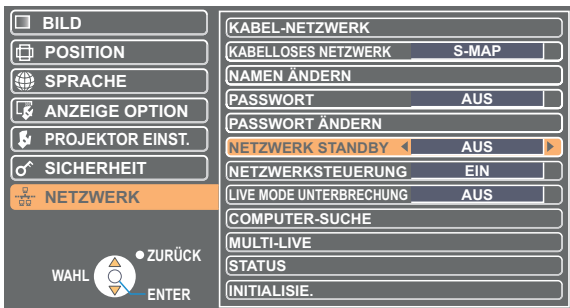 BILD
POSITION
SPRACHE
ANZEIGE OPTION
PROJEKTOR EINST.
SICHERHEIT
NETZWERK
ZURÜCK
WAHL
ENTER
KABEL-NETZWERK
KABELLOSES NETZWERK S-MAP
NAMEN ÄNDERN
PASSWORT AUS
PASSWORT ÄNDERN
NETZWERK STANDBY AUS
NETZWERKSTEUERUNG EIN
LIVE MODE UNTERBRECHUNG AUS
COMPUTER-SUCHE
MULTI-LIVE
STATUS
INITIALISIE.